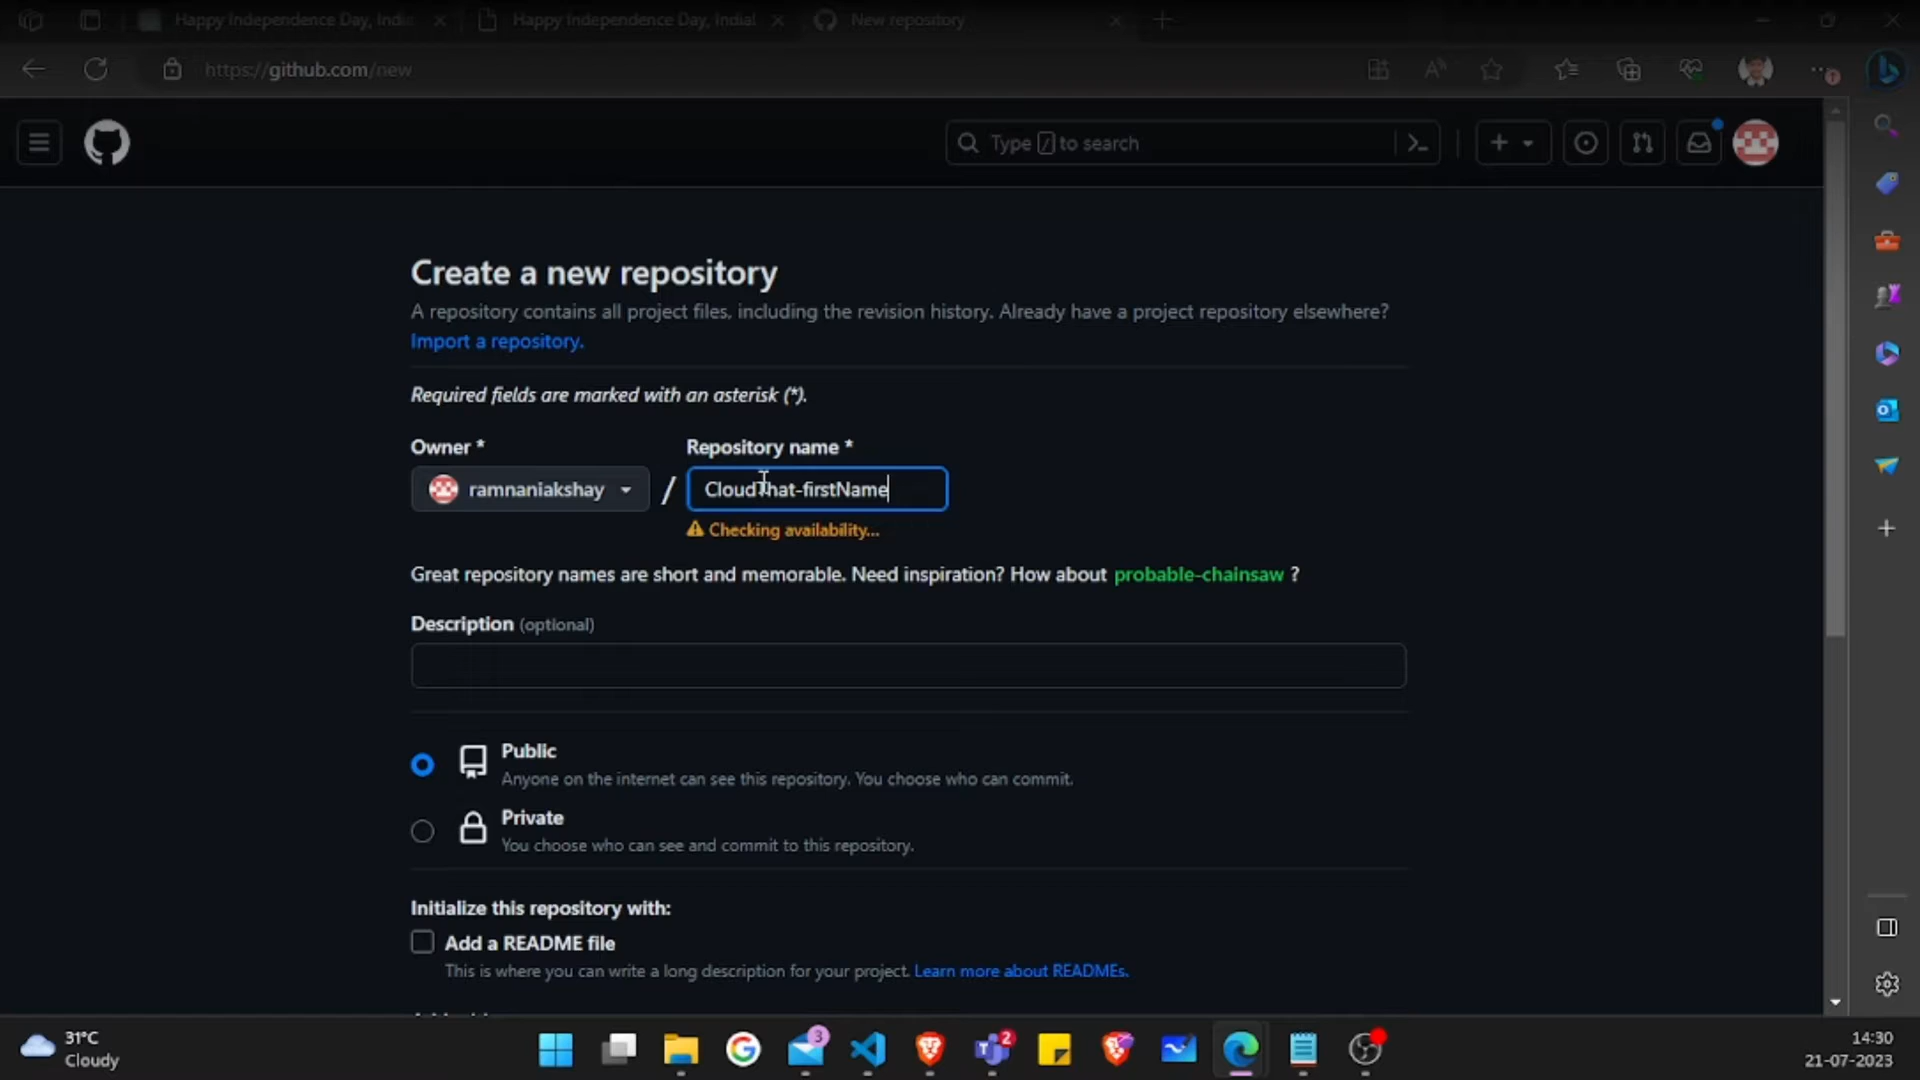 Happy Independence Day, India
Happy Independence Day, India!
New repository
https://github.com/new
Type / to search
Create a new repository
A repository contains all project files, including the revision history. Already have a project repository elsewhere?
Import a repository.
Required fields are marked with an asterisk (*).
Owner *
Repository name *
ramnaniakshay
/
CloudThat-firstName
Checking availability...
Great repository names are short and memorable. Need inspiration? How about probable-chainsaw ?
Description (optional)
Public
Anyone on the internet can see this repository. You choose who can commit.
Private
You choose who can see and commit to this repository.
Initialize this repository with:
Add a README file
This is where you can write a long description for your project. Learn more about READMEs.
31°C
Cloudy
3
2
14:30
21-07-2023